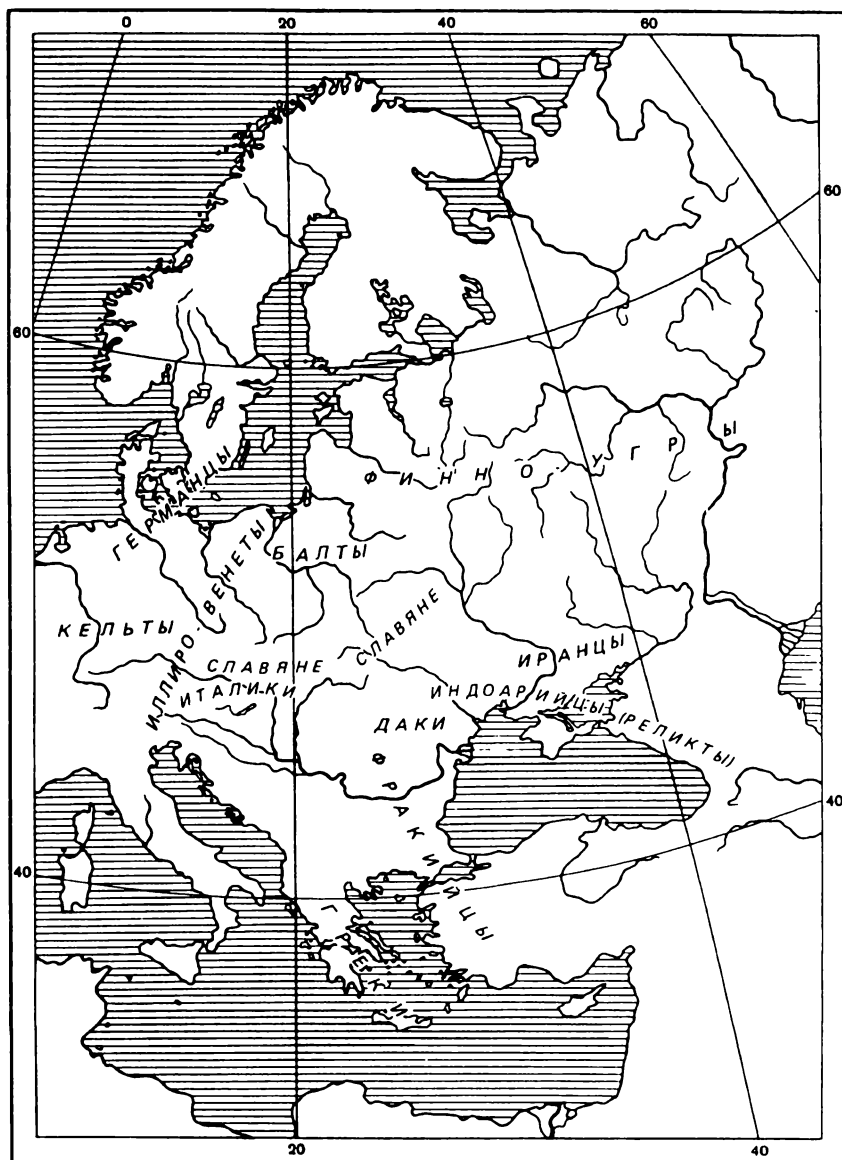 0 20 40 60
60
60
ФИННО-УГРЫ
ГЕРМАНЦЫ
ИЛЛИРО-ВЕНЕТЫ
БАЛТЫ
КЕЛЬТЫ
СЛАВЯНЕ
СЛАВЯНЕ
ИРАНЦЫ
ИТАЛИКИ
ИНДОАРИЙЦЫ (РЕЛИКТЫ)
ДАКИ
ФРАКИЙЦЫ
40
40
ГРЕКИ
20 40